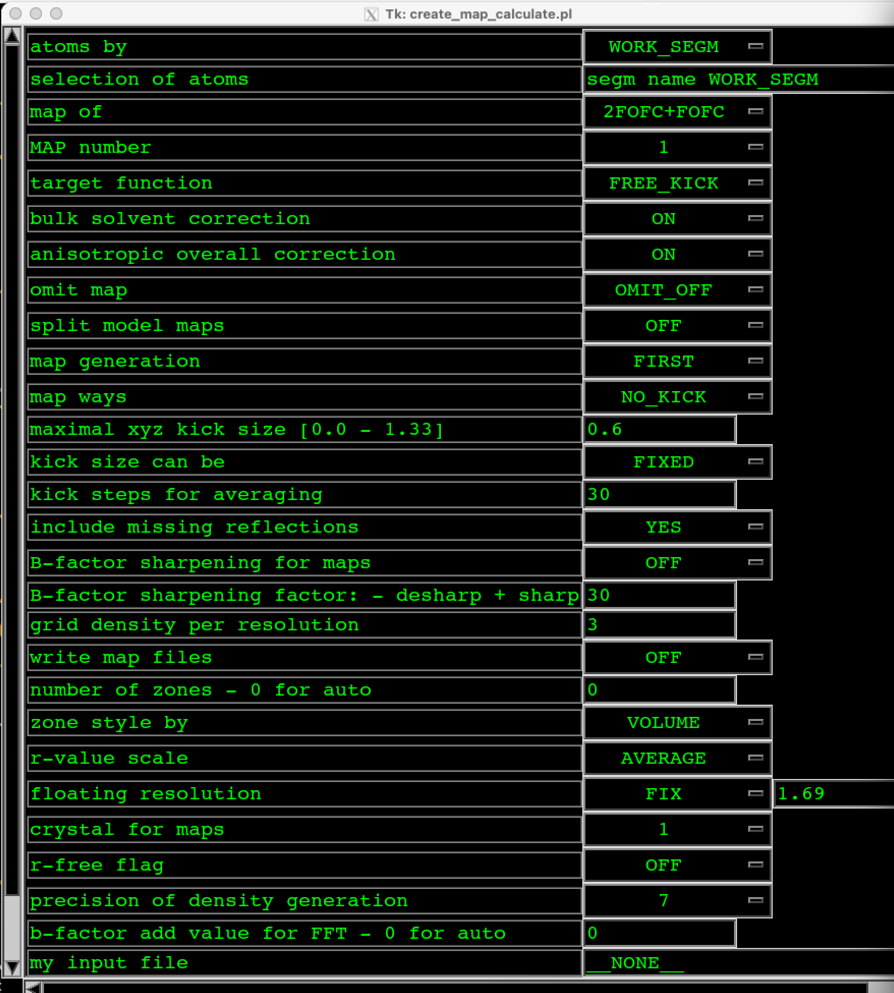 Tk: create_map_calculate.pl
atoms by WORK_SEGM
selection of atoms segm name WORK_SEGM
map of 2FOFC+FOFC
MAP number 1
target function FREE_KICK
bulk solvent correction ON
anisotropic overall correction ON
omit map OMIT_OFF
split model maps OFF
map generation FIRST
map ways NO_KICK
maximal xyz kick size [0.0 - 1.33] 0.6
kick size can be FIXED
kick steps for averaging 30
include missing reflections YES
B-factor sharpening for maps OFF
B-factor sharpening factor: - desharp + sharp 30
grid density per resolution 3
write map files OFF
number of zones - 0 for auto 0
zone style by VOLUME
r-value scale AVERAGE
floating resolution FIX 1.69
crystal for maps 1
r-free flag OFF
precision of density generation 7
b-factor add value for FFT - 0 for auto 0
my input file __NONE__